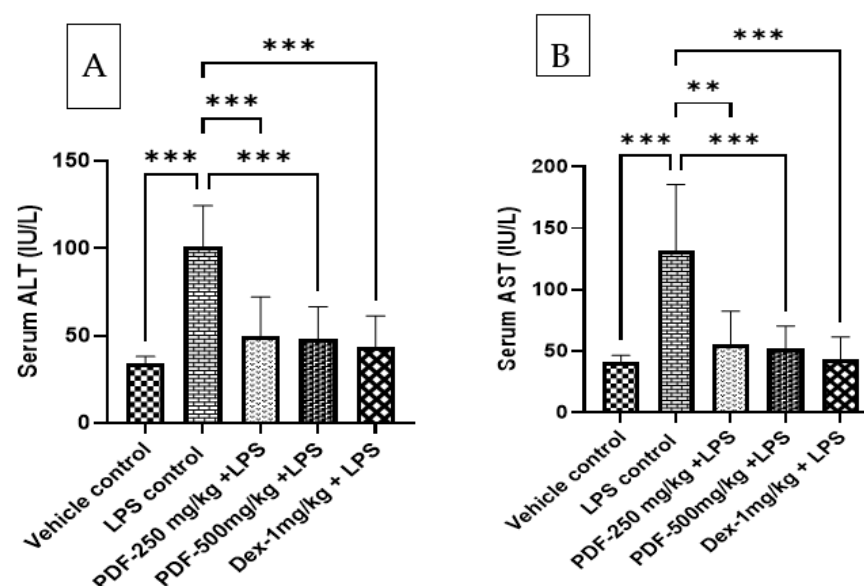 A
***
***
***
***
150
100
50
0
Serum ALT (IU/L)
Vehicle control
LPS control
PDF-250 mg/kg +LPS
PDF-500mg/kg +LPS
Dex-1mg/kg + LPS
B
***
**
***
***
200
150
100
50
0
Serum AST (IU/L)
Vehicle control
LPS control
PDF-250 mg/kg +LPS
PDF-500mg/kg +LPS
Dex-1mg/kg + LPS